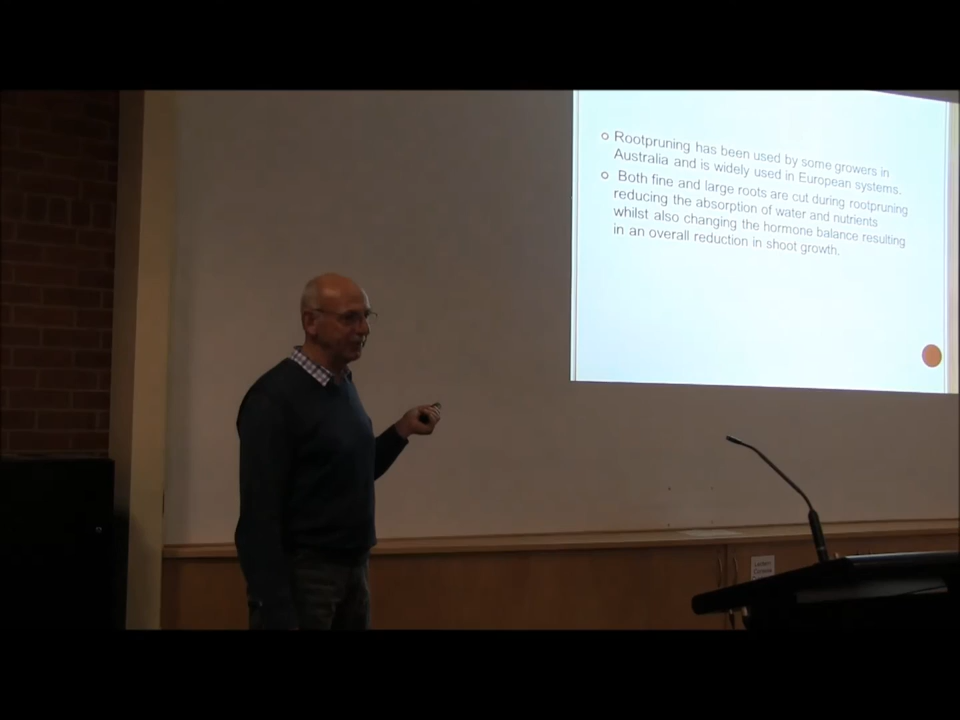 Rootpruning has been used by some growers in
Australia and is widely used in European systems.
Both fine and large roots are cut during rootpruning
reducing the absorption of water and nutrients
whilst also changing the hormone balance resulting
in an overall reduction in shoot growth.